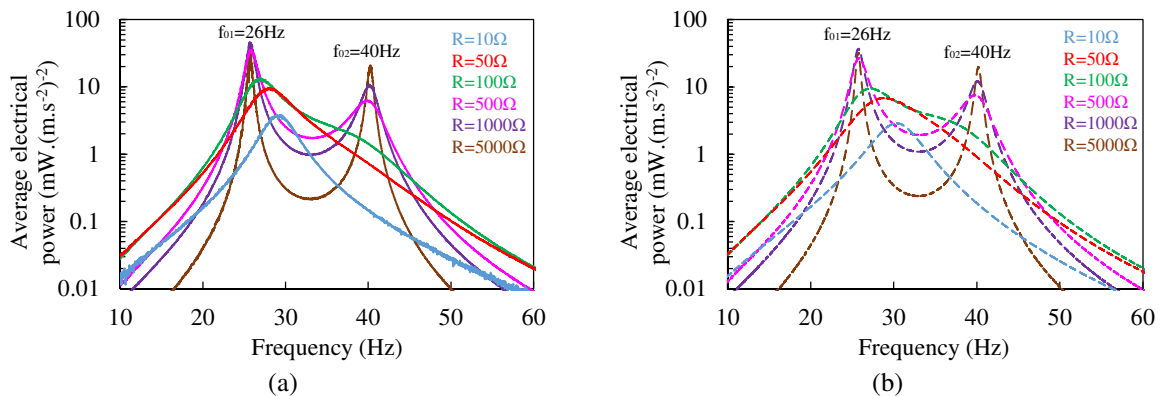 Average electrical
power (mW.(m.s⁻²)⁻²)
100
10
1
0.1
0.01
f₀₁=26Hz
f₀₂=40Hz
R=10Ω
R=50Ω
R=100Ω
R=500Ω
R=1000Ω
R=5000Ω
10 20 30 40 50 60
Frequency (Hz)
(a)
Average electrical
power (mW.(m.s⁻²)⁻²)
100
10
1
0.1
0.01
f₀₁=26Hz
f₀₂=40Hz
R=10Ω
R=50Ω
R=100Ω
R=500Ω
R=1000Ω
R=5000Ω
10 20 30 40 50 60
Frequency (Hz)
(b)